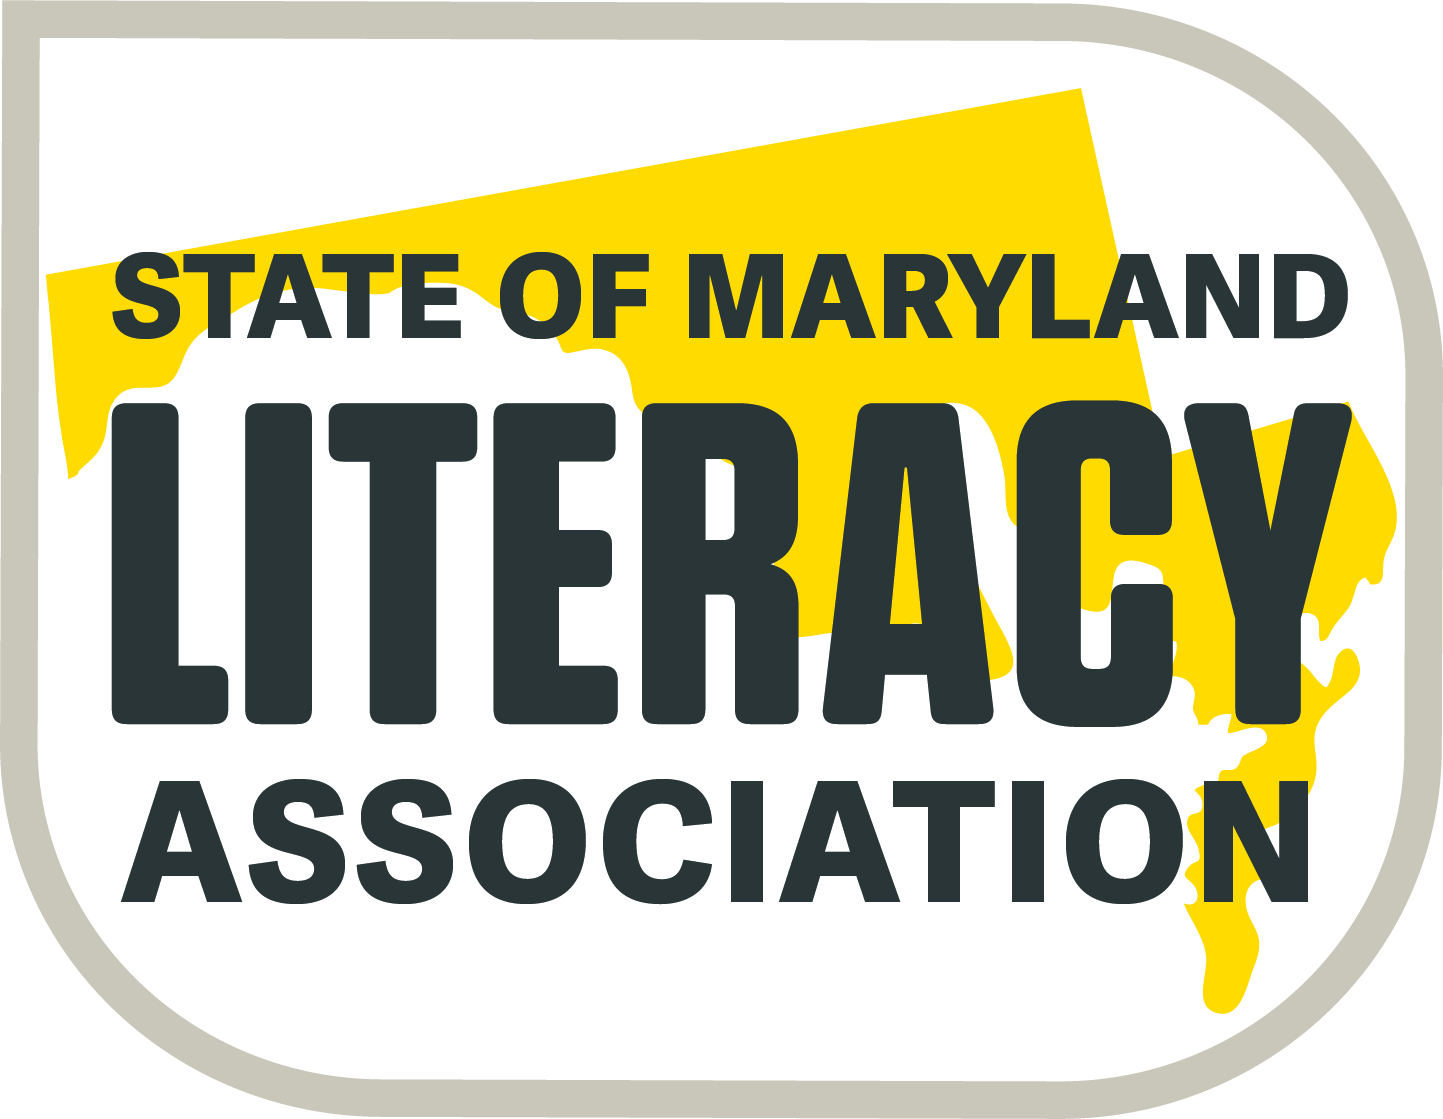 STATE OF MARYLAND
LITERACY
ASSOCIATION